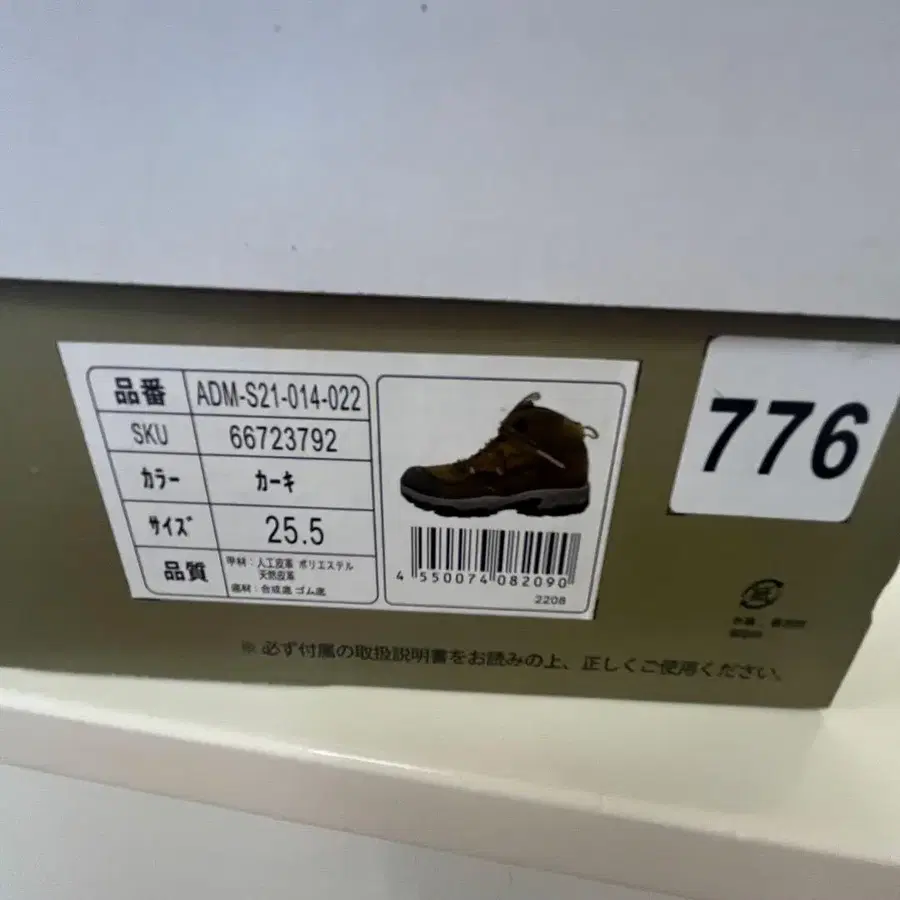 品番 ADM-S21-014-022
SKU 66723792
カラー カーキ
サイズ 25.5
品質 甲材:人工皮革 ポリエステル
天然皮革
底材:合成底 ゴム底
4 550074 082090
2208
776
紙
※必ず付属の取扱説明書をお読みの上、正しくご使用ください。